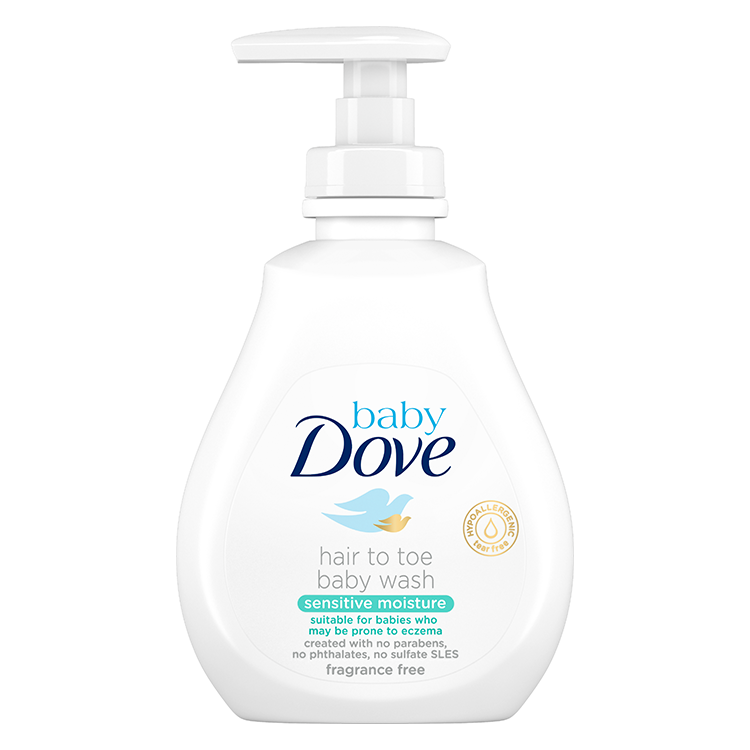 baby
Dove
HYPOALLERGENIC
tear free
hair to toe
baby wash
sensitive moisture
suitable for babies who
may be prone to eczema
created with no parabens,
no phthalates, no sulfate SLES
fragrance free